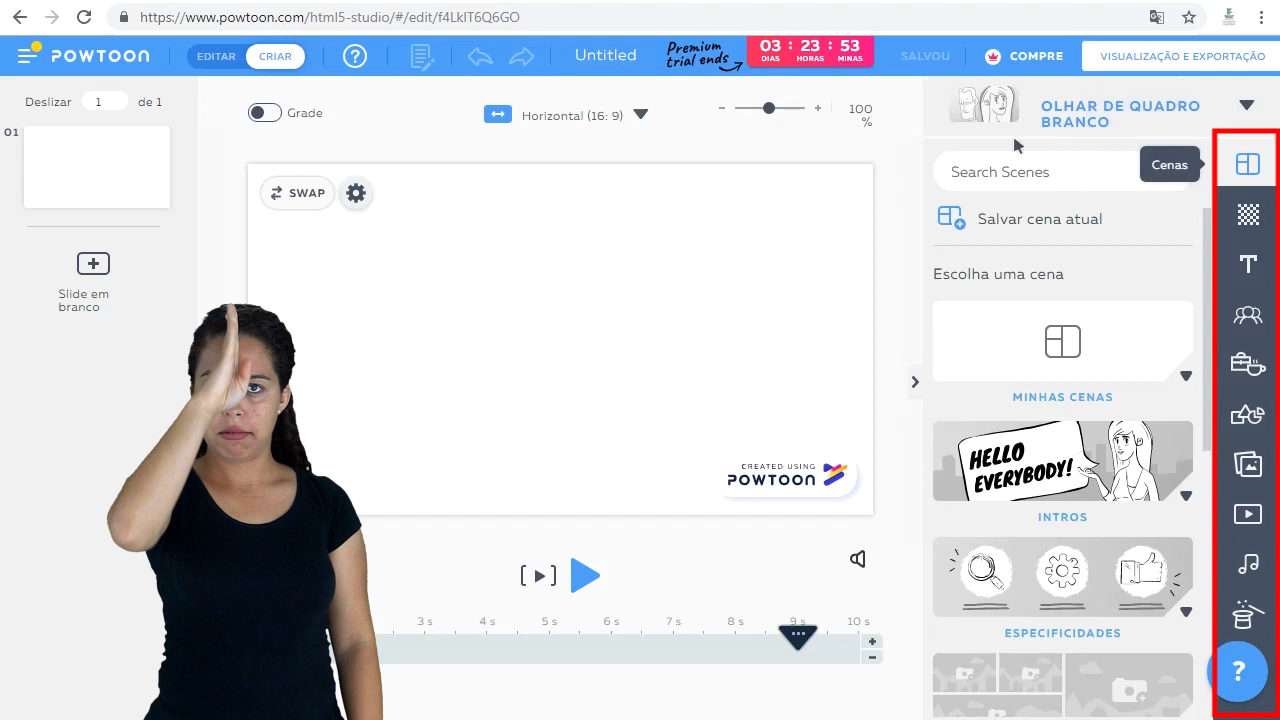 https://www.powtoon.com/html5-studio/#/edit/f4LkIT6Q6GO
POWTOON
EDITAR
CRIAR
?
Untitled
Premium
trial ends
03 : 23 : 53
DIAS HORAS MINAS
SALVOU
COMPRE
VISUALIZAÇÃO E EXPORTAÇÃO
Deslizar 1 de 1
Grade
Horizontal (16: 9)
100
%
OLHAR DE QUADRO
BRANCO
01
Search Scenes
Cenas
SWAP
Salvar cena atual
Escolha uma cena
Slide em
branco
MINHAS CENAS
HELLO
EVERYBODY!
CREATED USING
POWTOON
INTROS
3 s 4 s 5 s 6 s 7 s 8 s 9 s 10 s
ESPECIFICIDADES
?